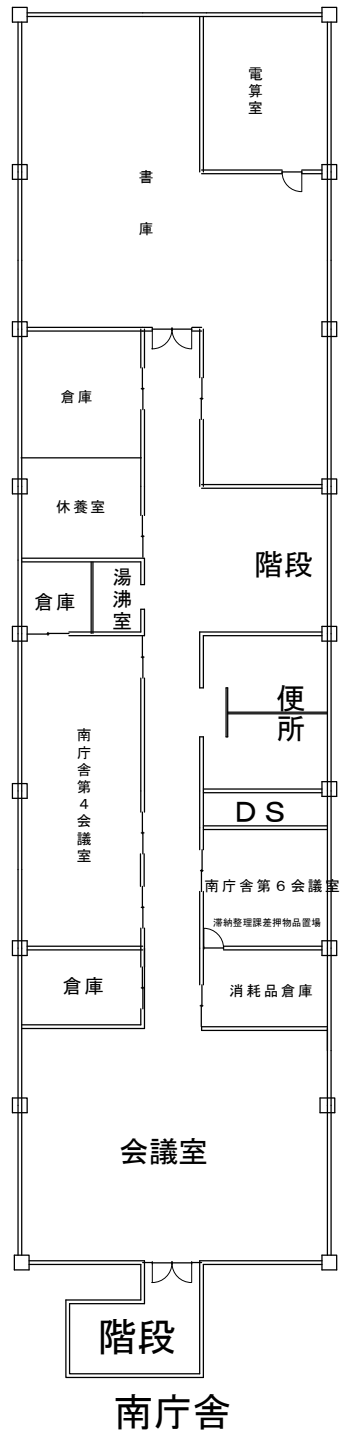 電算室
書庫
倉庫
休養室
階段
倉庫
湯沸室
便所
南庁舎第４会議室
ＤＳ
南庁舎第６会議室
滞納整理課差押物品置場
倉庫
消耗品倉庫
会議室
階段
南庁舎